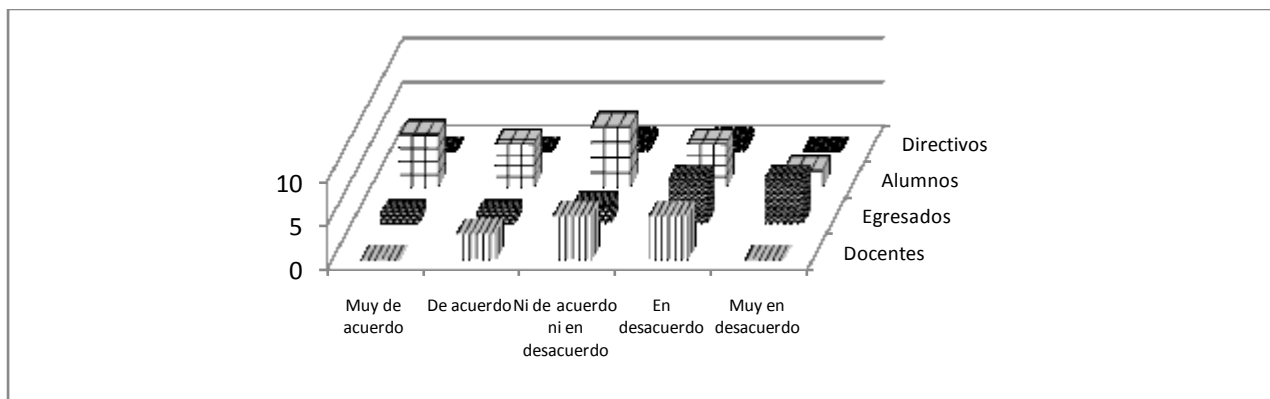 10
5
0
Directivos
Alumnos
Egresados
Docentes
Muy de
acuerdo
De acuerdo
Ni de acuerdo
ni en
desacuerdo
En
desacuerdo
Muy en
desacuerdo